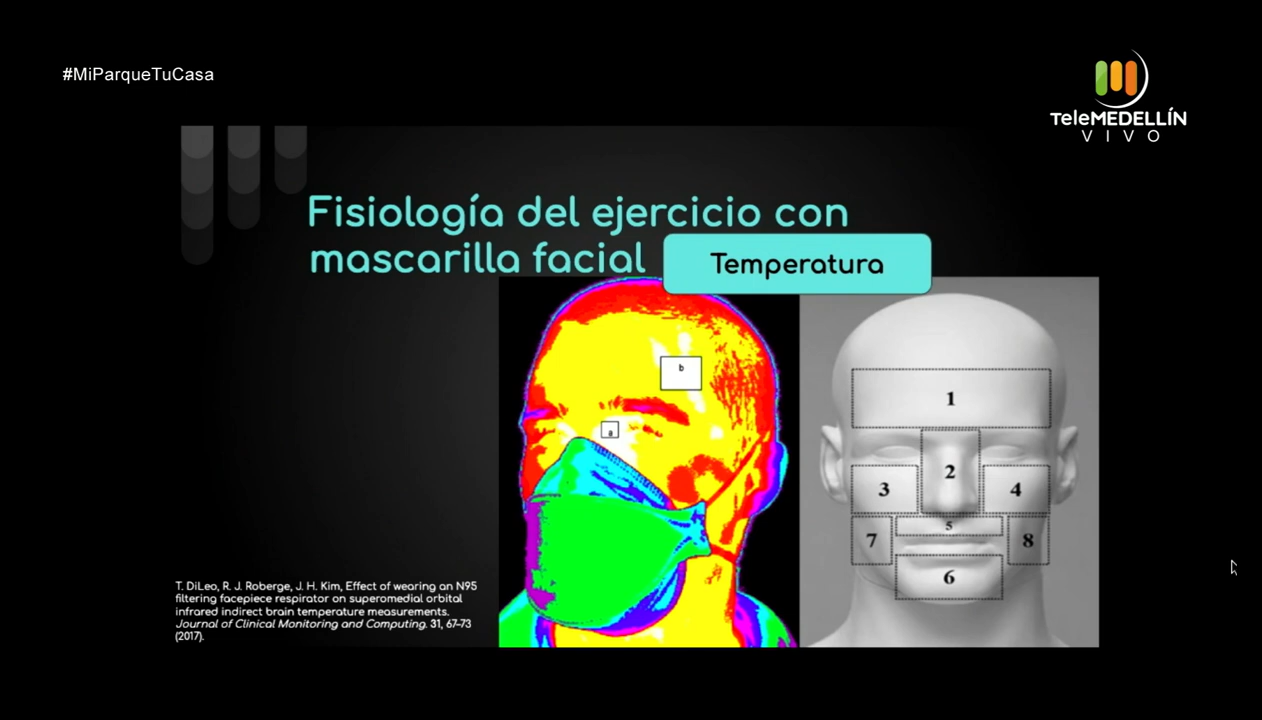 #MiParqueTuCasa
TeleMEDELLÍN
VIVO
Fisiología del ejercicio con
mascarilla facial
Temperatura
b
a
1
2
3
4
5
7
8
6
T. DiLeo, R. J. Roberge, J. H. Kim, Effect of wearing an N95
filtering facepiece respirator on superomedial orbital
infrared indirect brain temperature measurements.
Journal of Clinical Monitoring and Computing. 31, 67–73
(2017).